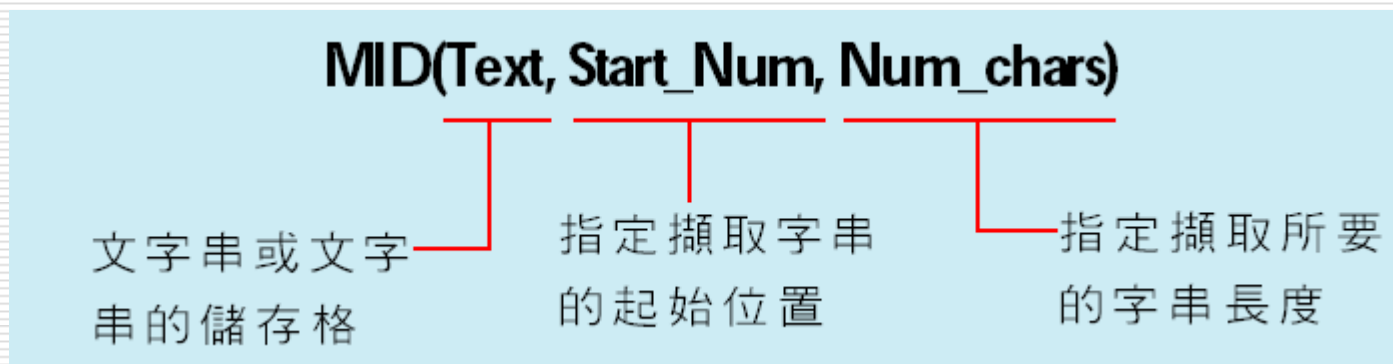 MID(Text, Start_Num, Num_chars)
文字串或文字
串的儲存格
指定擷取字串
的起始位置
指定擷取所要
的字串長度